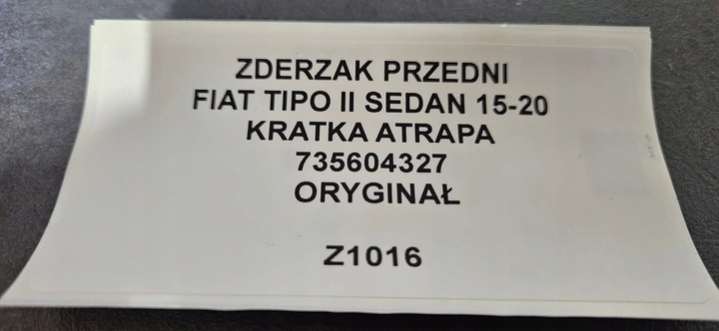 ZDERZAK PRZEDNI
FIAT TIPO II SEDAN 15-20
KRATKA ATRAPA
735604327
ORYGINAŁ
Z1016